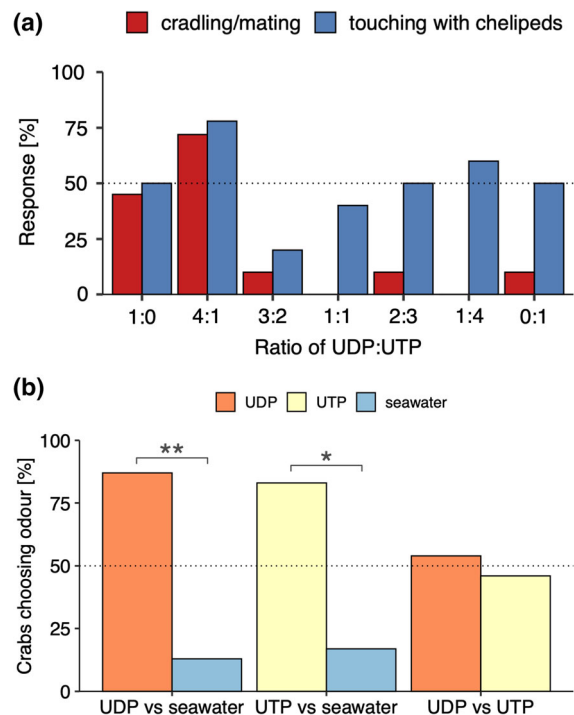 (a)
cradling/mating touching with chelipeds
Response [%]
100
75
50
25
0
1:0 4:1 3:2 1:1 2:3 1:4 0:1
Ratio of UDP:UTP
(b)
UDP UTP seawater
Crabs choosing odour [%]
100
75
50
25
0
** *
UDP vs seawater UTP vs seawater UDP vs UTP